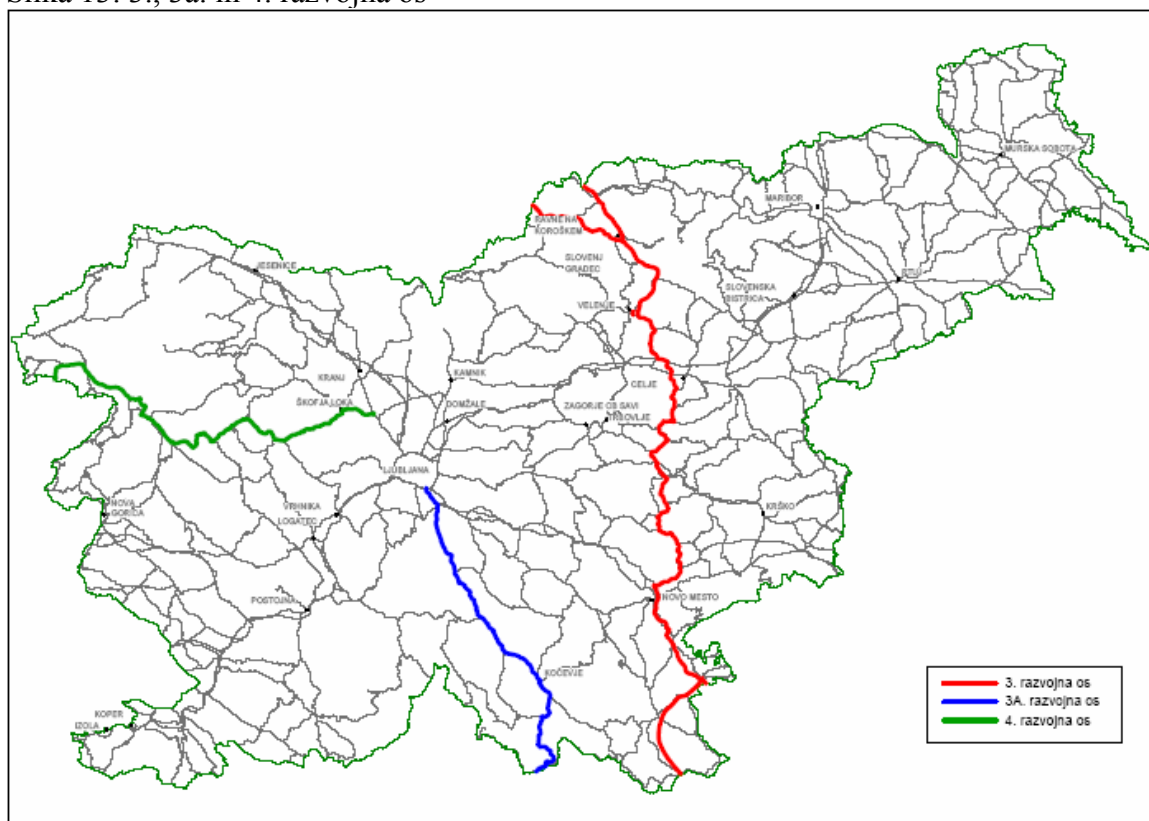 Slika 15: 3., 3a. in 4. razvojna os
MURSKA SOBOTA
MARIBOR
RAVNE NA
KOROŠKEM
SLOVENJ
GRADEC
JESENICE
PTUJ
SLOVENSKA
BISTRICA
VELENJE
KRANJ
KAMNIK
CELJE
ŠKOFJA LOKA
DOMŽALE
ZAGORJE OB SAVI
TRBOVLJE
LJUBLJANA
NOVA
GORICA
VRHNIKA
LOGATEC
KRŠKO
POSTOJNA
NOVO MESTO
KOČEVJE
KOPER
IZOLA
3. razvojna os
3A. razvojna os
4. razvojna os